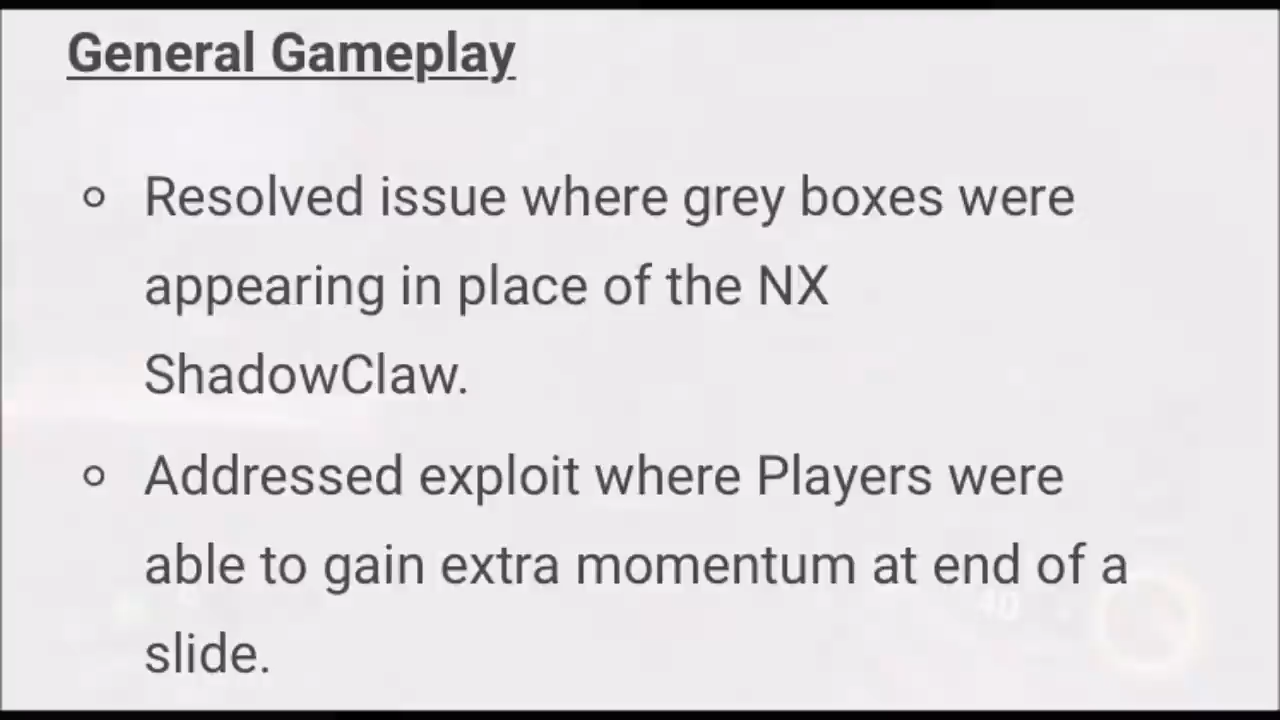 General Gameplay
Resolved issue where grey boxes were
appearing in place of the NX
ShadowClaw.
Addressed exploit where Players were
able to gain extra momentum at end of a
slide.
40